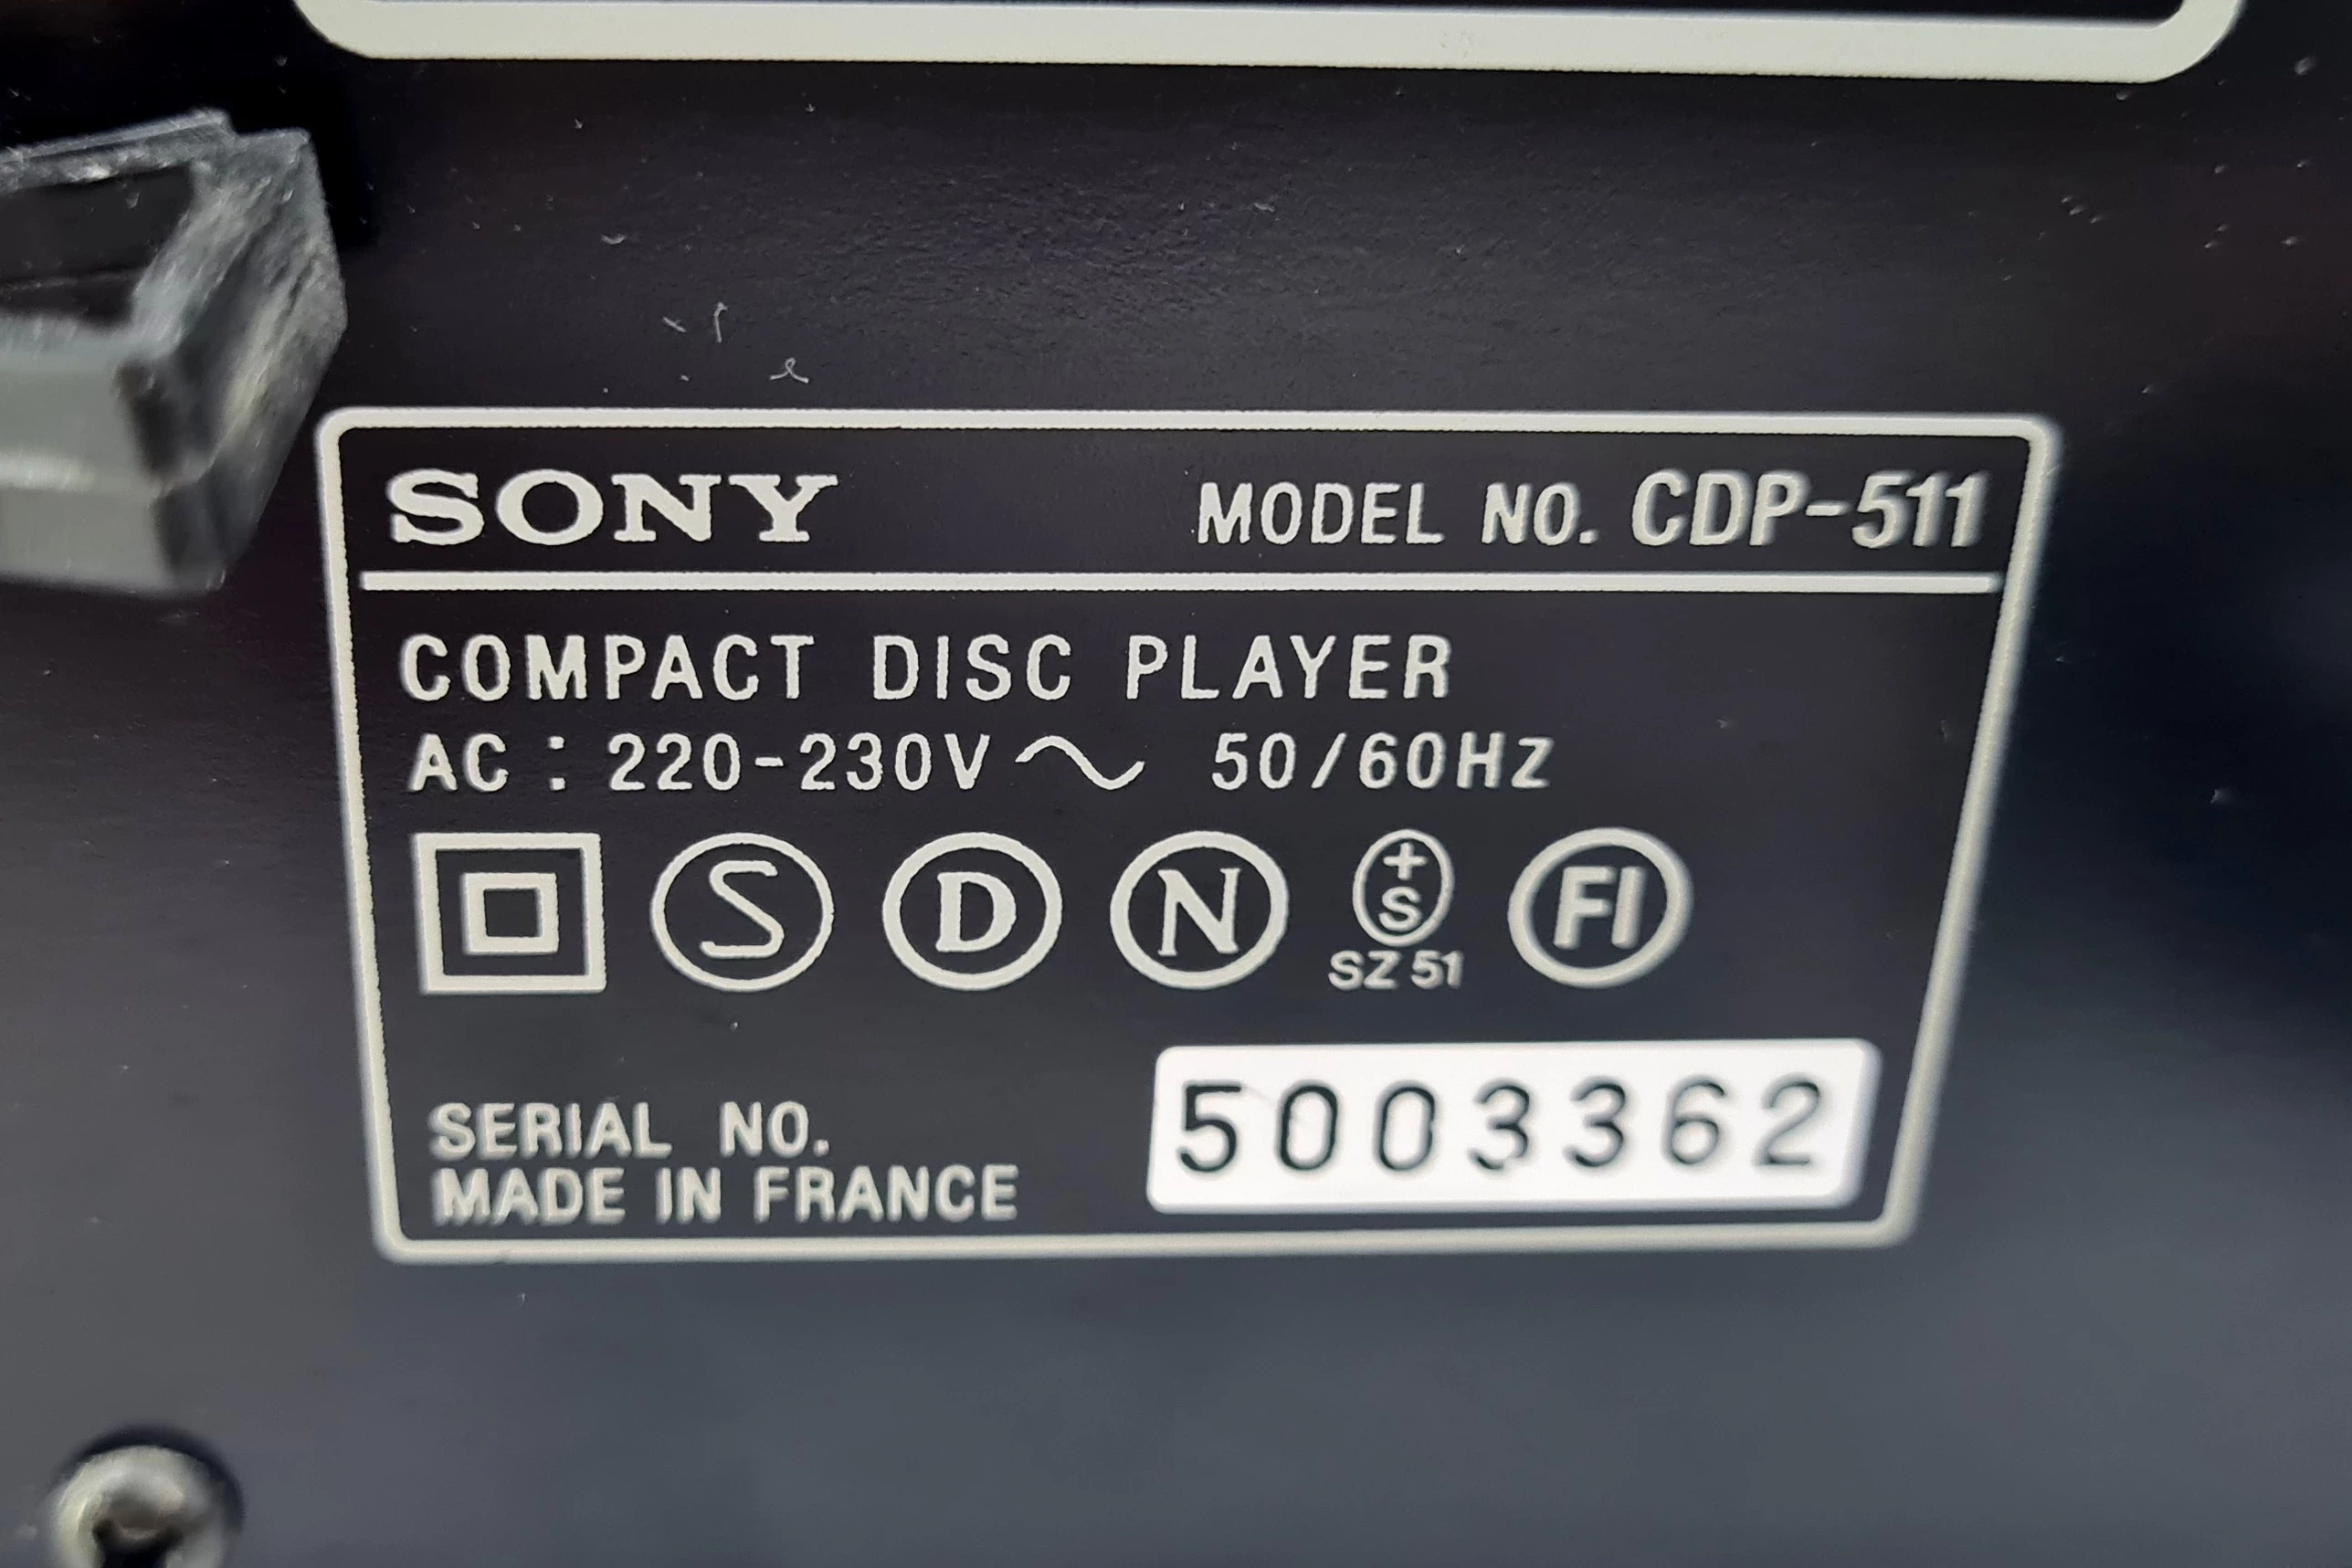 SONY MODEL NO. CDP-511
COMPACT DISC PLAYER
AC : 220-230V ~ 50/60Hz
S D N +S FI
SZ 51
SERIAL NO. 5003362
MADE IN FRANCE